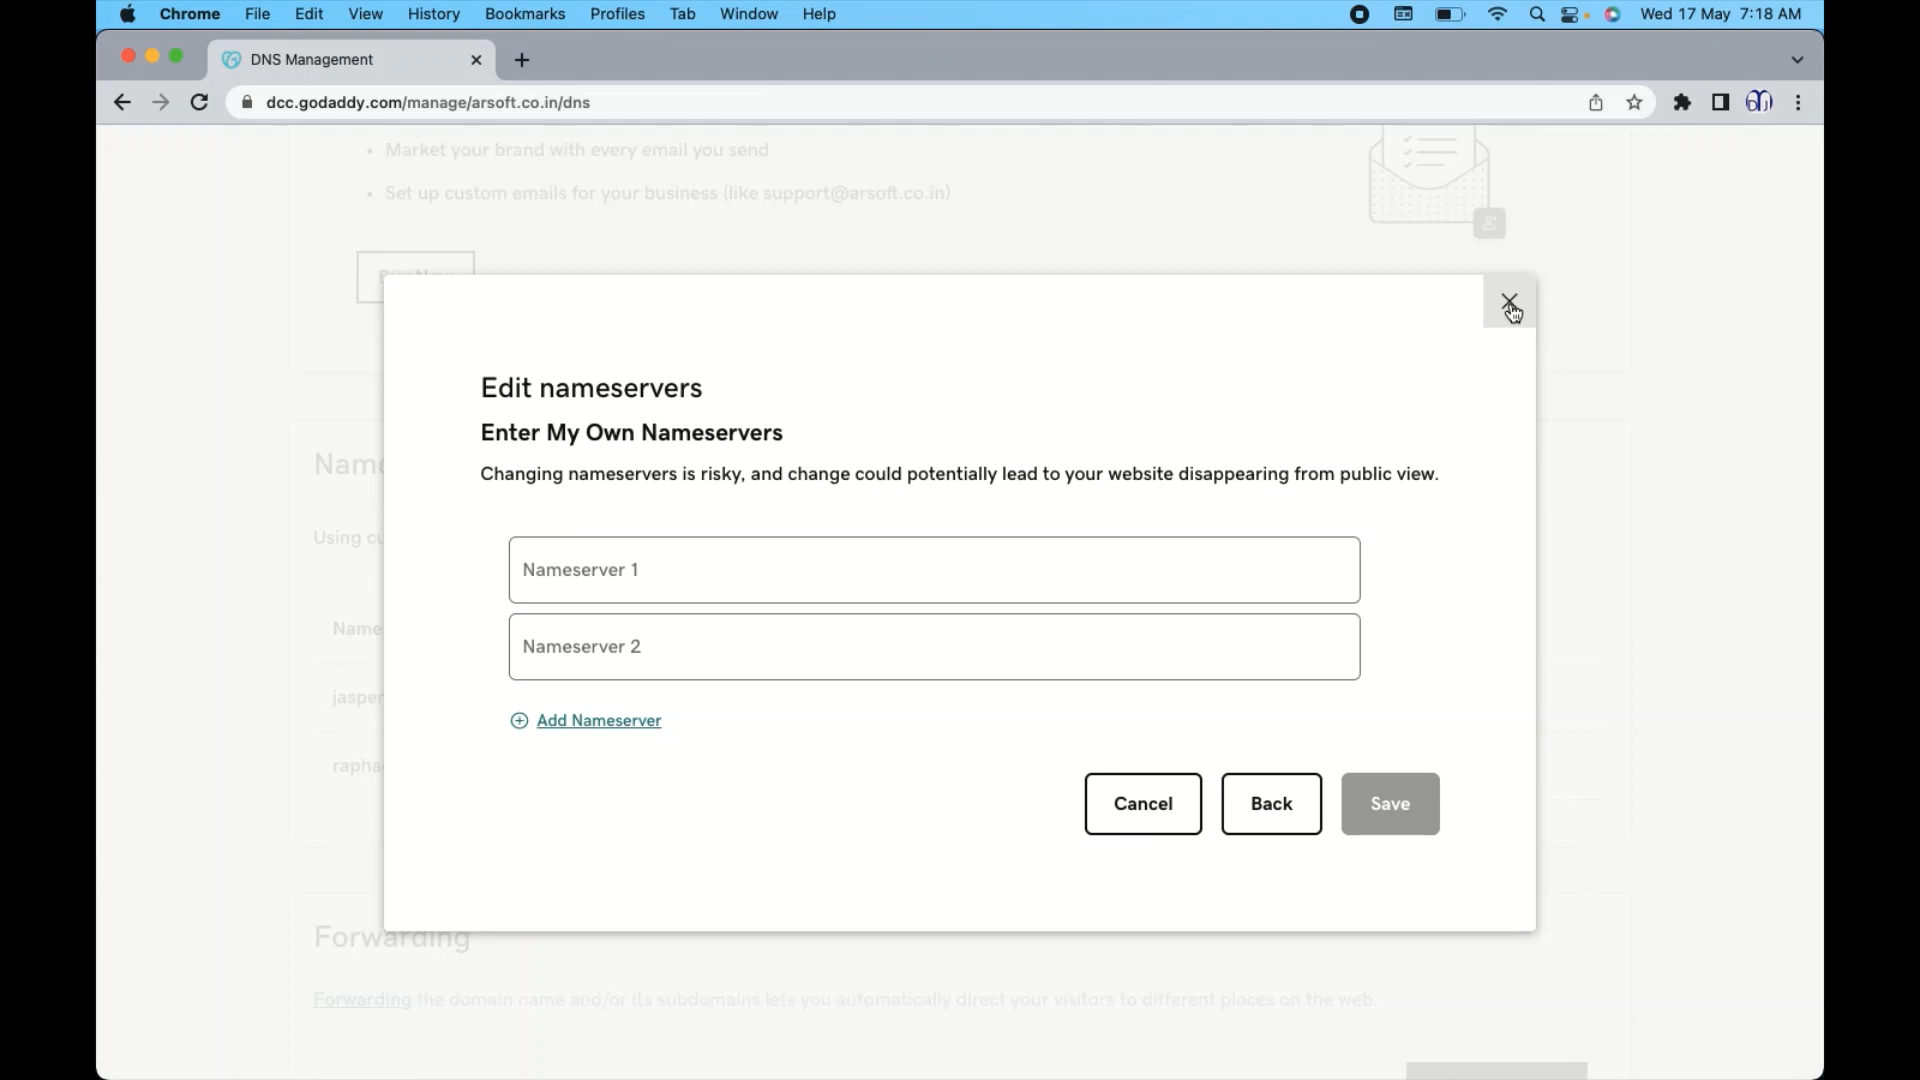 Chrome File Edit View History Bookmarks Profiles Tab Window Help Wed 17 May 7:18 AM
DNS Management
dcc.godaddy.com/manage/arsoft.co.in/dns
• Market your brand with every email you send
• Set up custom emails for your business (like support@arsoft.co.in)
Edit nameservers
Enter My Own Nameservers
Name
Changing nameservers is risky, and change could potentially lead to your website disappearing from public view.
Using
Nameserver 1
Name
Nameserver 2
jasper
Add Nameserver
rapha
Cancel Back Save
Forwarding
Forwarding the domain name and/or its subdomains lets you automatically direct your visitors to different places on the web.